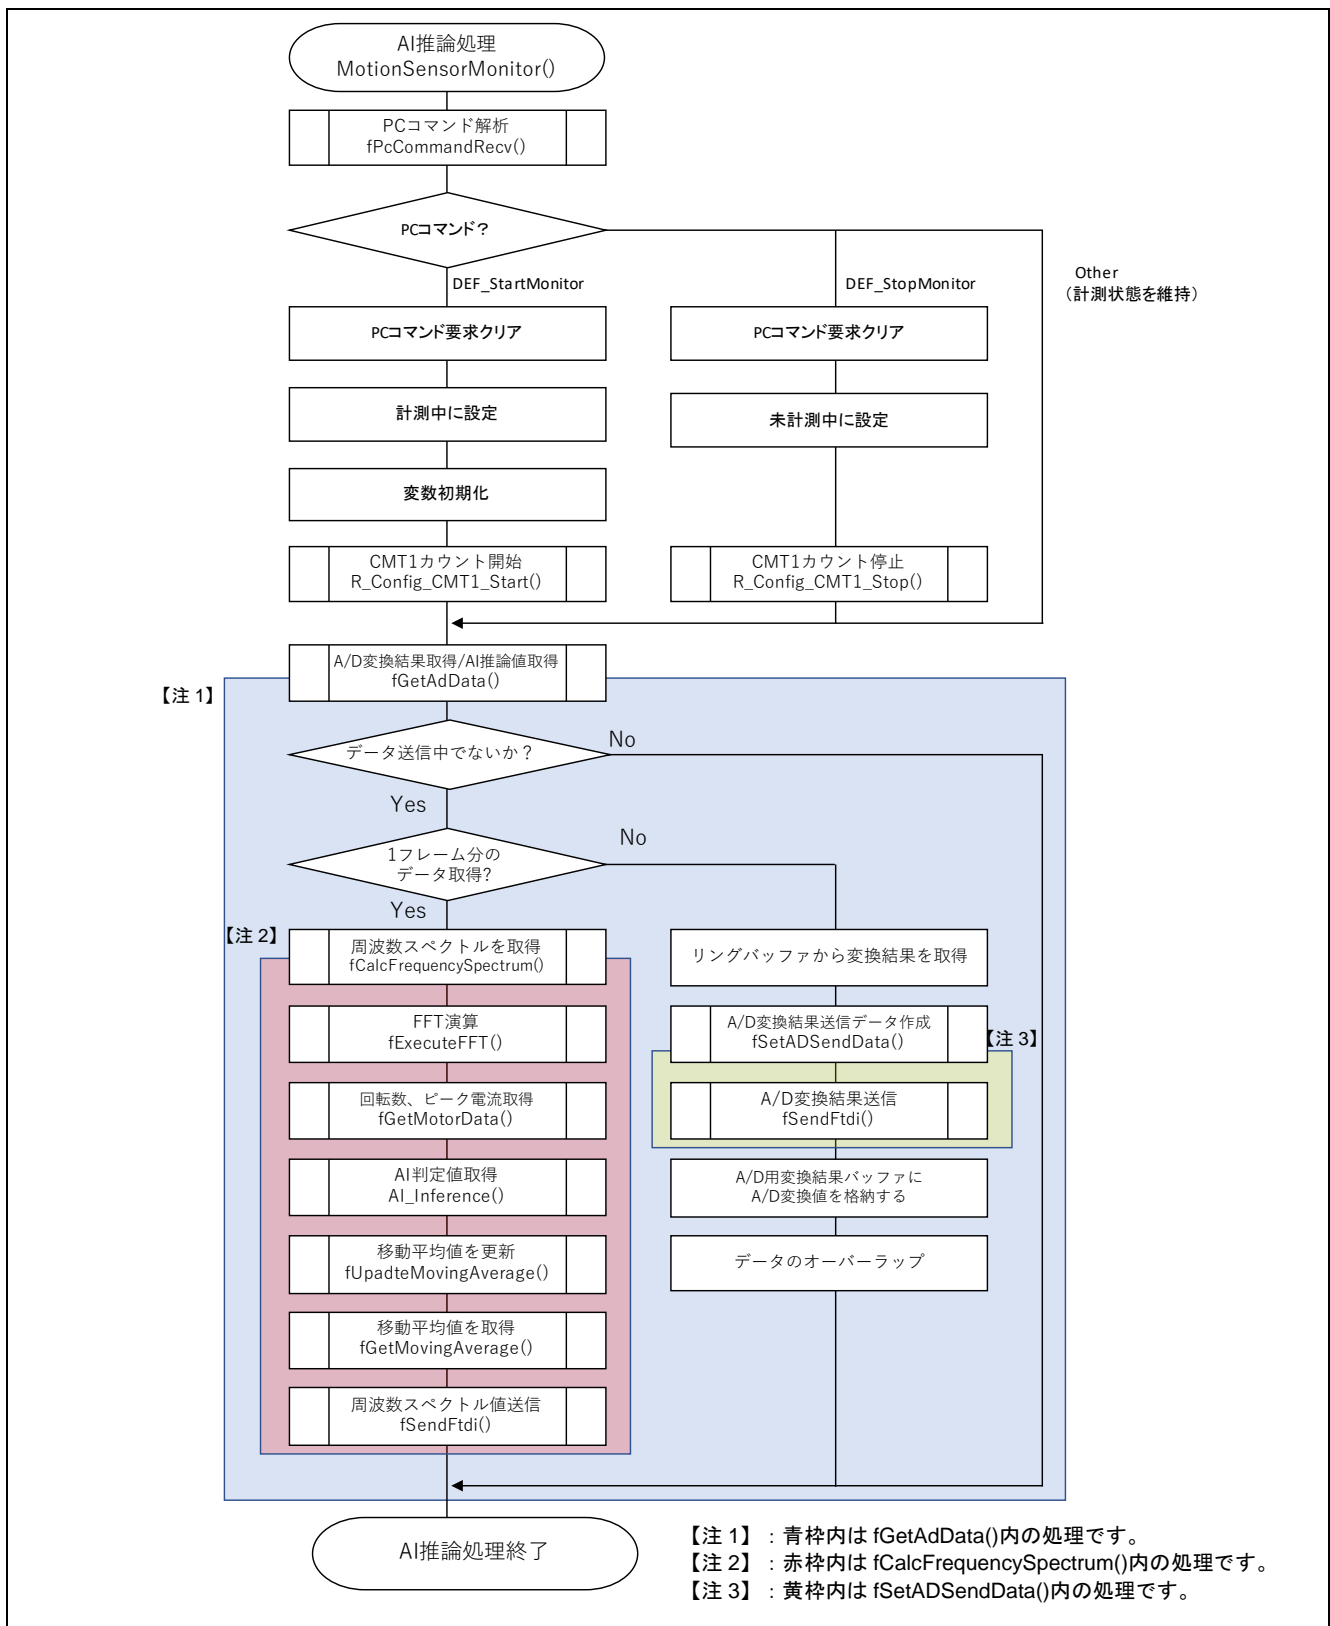 AI推論処理
MotionSensorMonitor()
PCコマンド解析
fPcCommandRecv()
PCコマンド？
DEF_StartMonitor
DEF_StopMonitor
Other
（計測状態を維持）
PCコマンド要求クリア
PCコマンド要求クリア
計測中に設定
未計測中に設定
変数初期化
CMT1カウント開始
R_Config_CMT1_Start()
CMT1カウント停止
R_Config_CMT1_Stop()
A/D変換結果取得/AI推論値取得
fGetAdData()
【注 1】
データ送信中でないか？
No
Yes
1フレーム分の
データ取得?
No
Yes
【注 2】
周波数スペクトルを取得
fCalcFrequencySpectrum()
リングバッファから変換結果を取得
FFT演算
fExecuteFFT()
A/D変換結果送信データ作成
fSetADSendData()
【注 3】
回転数、ピーク電流取得
fGetMotorData()
A/D変換結果送信
fSendFtdi()
AI判定値取得
AI_Inference()
A/D用変換結果バッファに
A/D変換値を格納する
移動平均値を更新
fUpadteMovingAverage()
データのオーバーラップ
移動平均値を取得
fGetMovingAverage()
周波数スペクトル値送信
fSendFtdi()
AI推論処理終了
【注 1】：青枠内は fGetAdData()内の処理です。
【注 2】：赤枠内は fCalcFrequencySpectrum()内の処理です。
【注 3】：黄枠内は fSetADSendData()内の処理です。